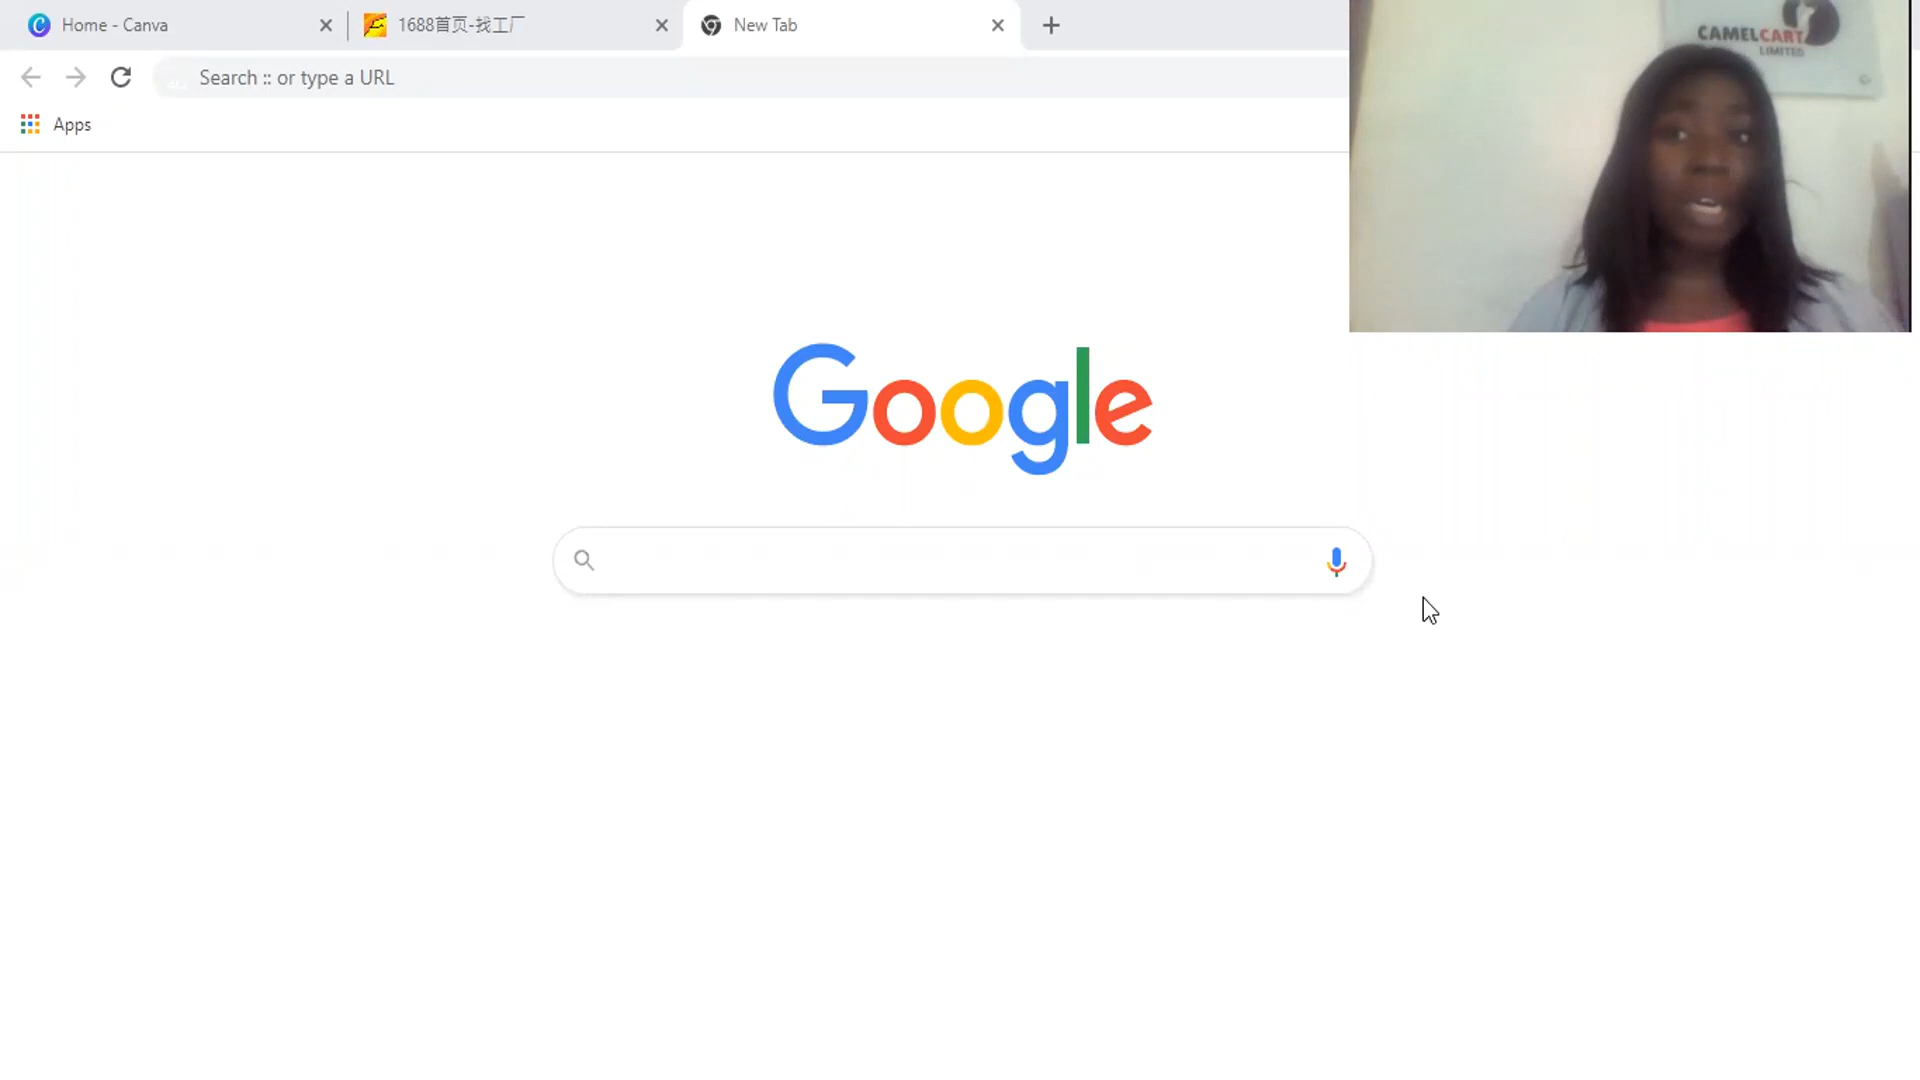 Home - Canva
1688首页-找工厂
New Tab
Search :: or type a URL
Apps
CAMELCART
LIMITED
Google